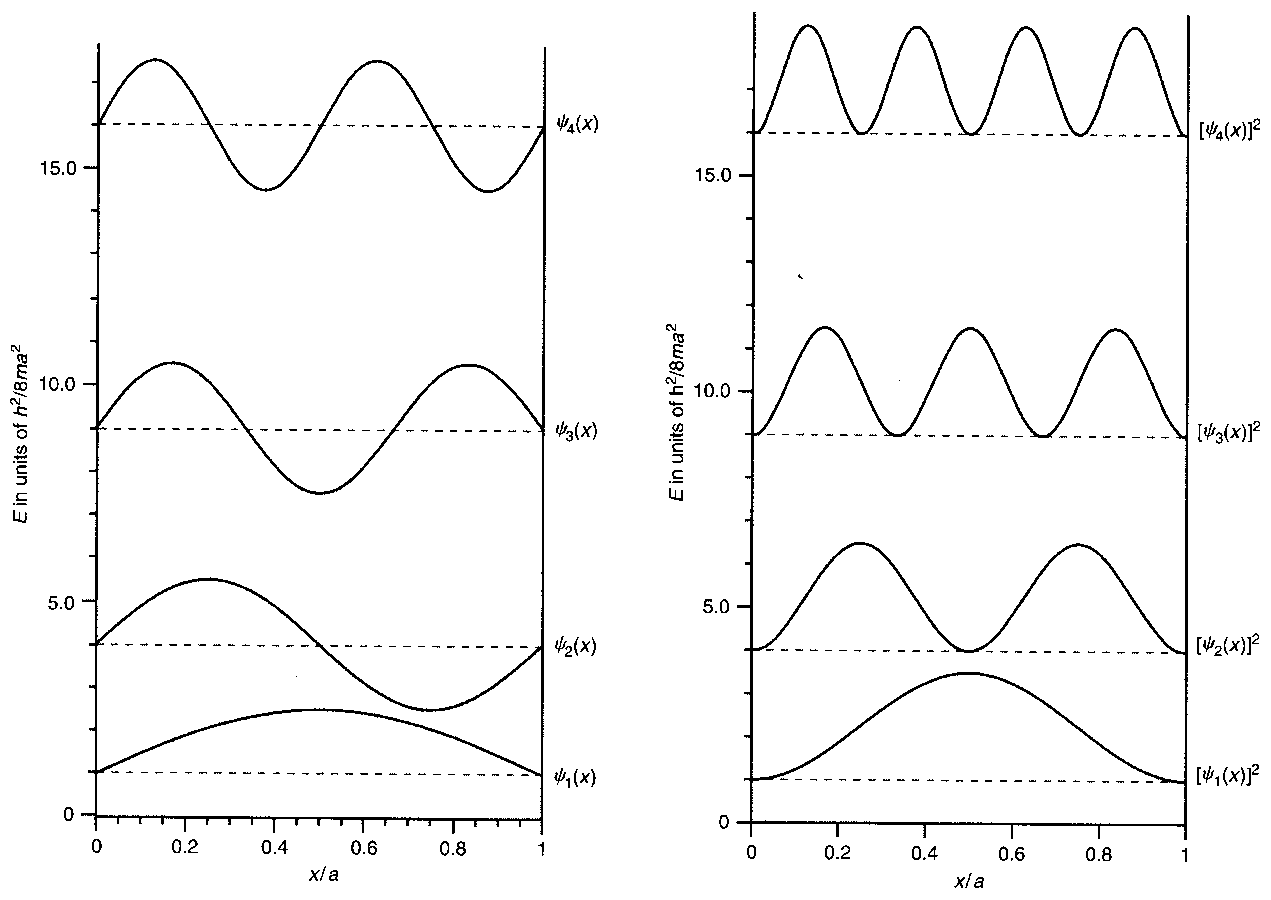 ψ₄(x)
15.0
10.0
ψ₃(x)
E in units of h²/8ma²
5.0
ψ₂(x)
ψ₁(x)
0
0 0.2 0.4 0.6 0.8 1
x/a
[ψ₄(x)]²
15.0
10.0
[ψ₃(x)]²
E in units of h²/8ma²
5.0
[ψ₂(x)]²
[ψ₁(x)]²
0
0 0.2 0.4 0.6 0.8 1
x/a